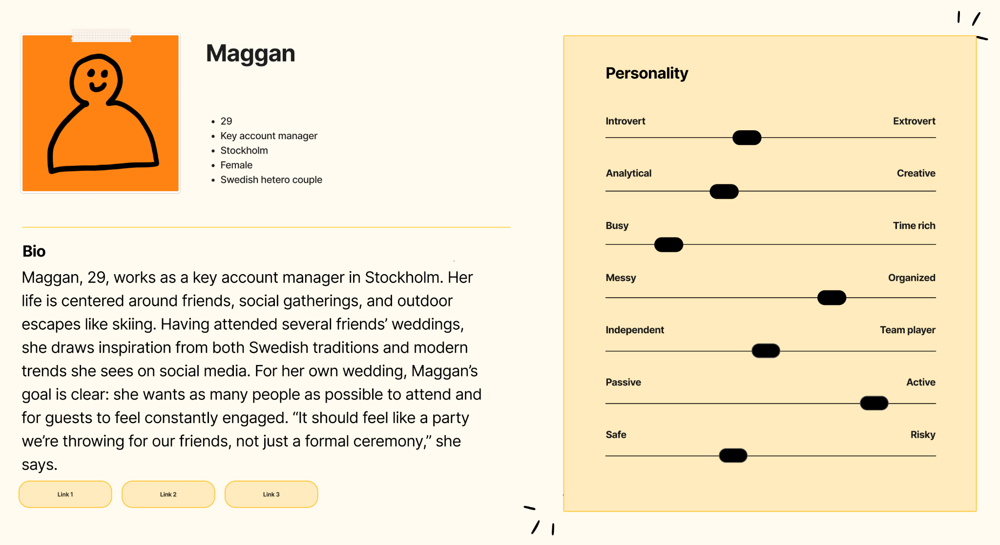 Maggan
29
Key account manager
Stockholm
Female
Swedish hetero couple
Bio
Maggan, 29, works as a key account manager in Stockholm. Her
life is centered around friends, social gatherings, and outdoor
escapes like skiing. Having attended several friends’ weddings,
she draws inspiration from both Swedish traditions and modern
trends she sees on social media. For her own wedding, Maggan’s
goal is clear: she wants as many people as possible to attend and
for guests to feel constantly engaged. “It should feel like a party
we’re throwing for our friends, not just a formal ceremony,” she
says.
Link 1
Link 2
Link 3
Personality
Introvert Extrovert
Analytical Creative
Busy Time rich
Messy Organized
Independent Team player
Passive Active
Safe Risky